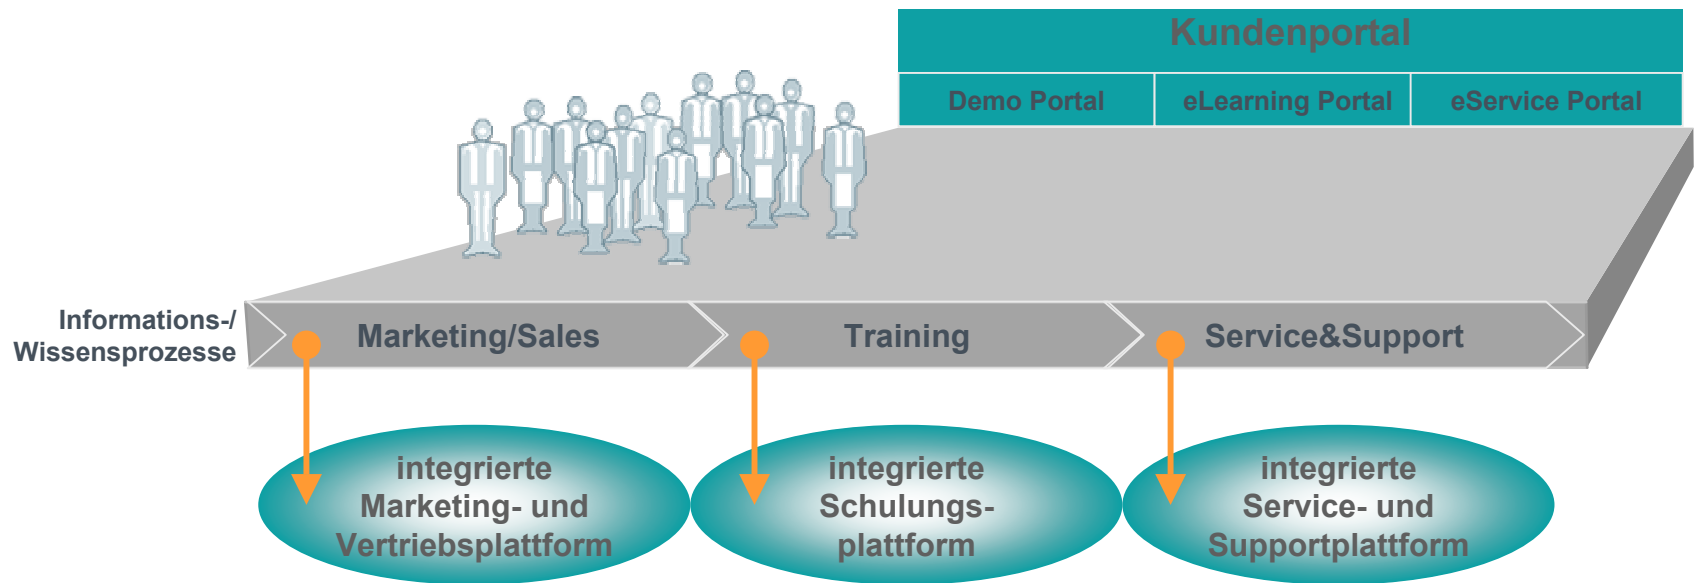 Kundenportal
Demo Portal
eLearning Portal
eService Portal
Informations-/
Wissensprozesse
Marketing/Sales
Training
Service&Support
integrierte
Marketing- und
Vertriebsplattform
integrierte
Schulungs-
plattform
integrierte
Service- und
Supportplattform